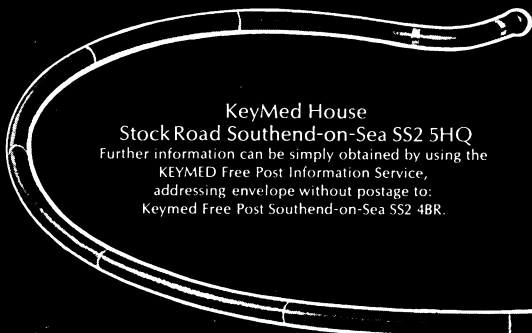 KeyMed House
Stock Road Southend-on-Sea SS2 5HQ
Further information can be simply obtained by using the
KEYMED Free Post Information Service,
addressing envelope without postage to:
Keymed Free Post Southend-on-Sea SS2 4BR.